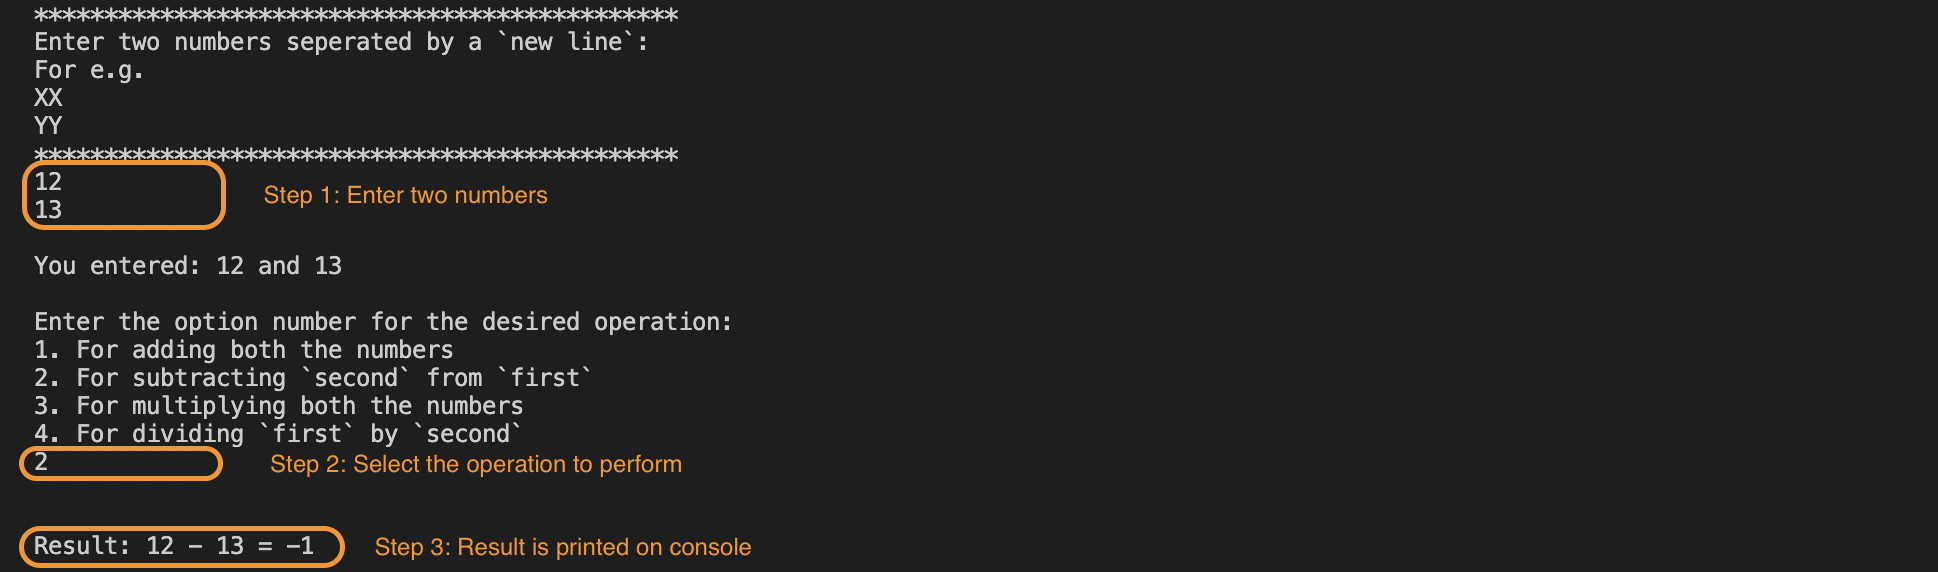 **********************************************
Enter two numbers seperated by a `new line`:
For e.g.
XX
YY
**********************************************
12
13
Step 1: Enter two numbers
You entered: 12 and 13
Enter the option number for the desired operation:
1. For adding both the numbers
2. For subtracting `second` from `first`
3. For multiplying both the numbers
4. For dividing `first` by `second`
2
Step 2: Select the operation to perform
Result: 12 - 13 = -1
Step 3: Result is printed on console